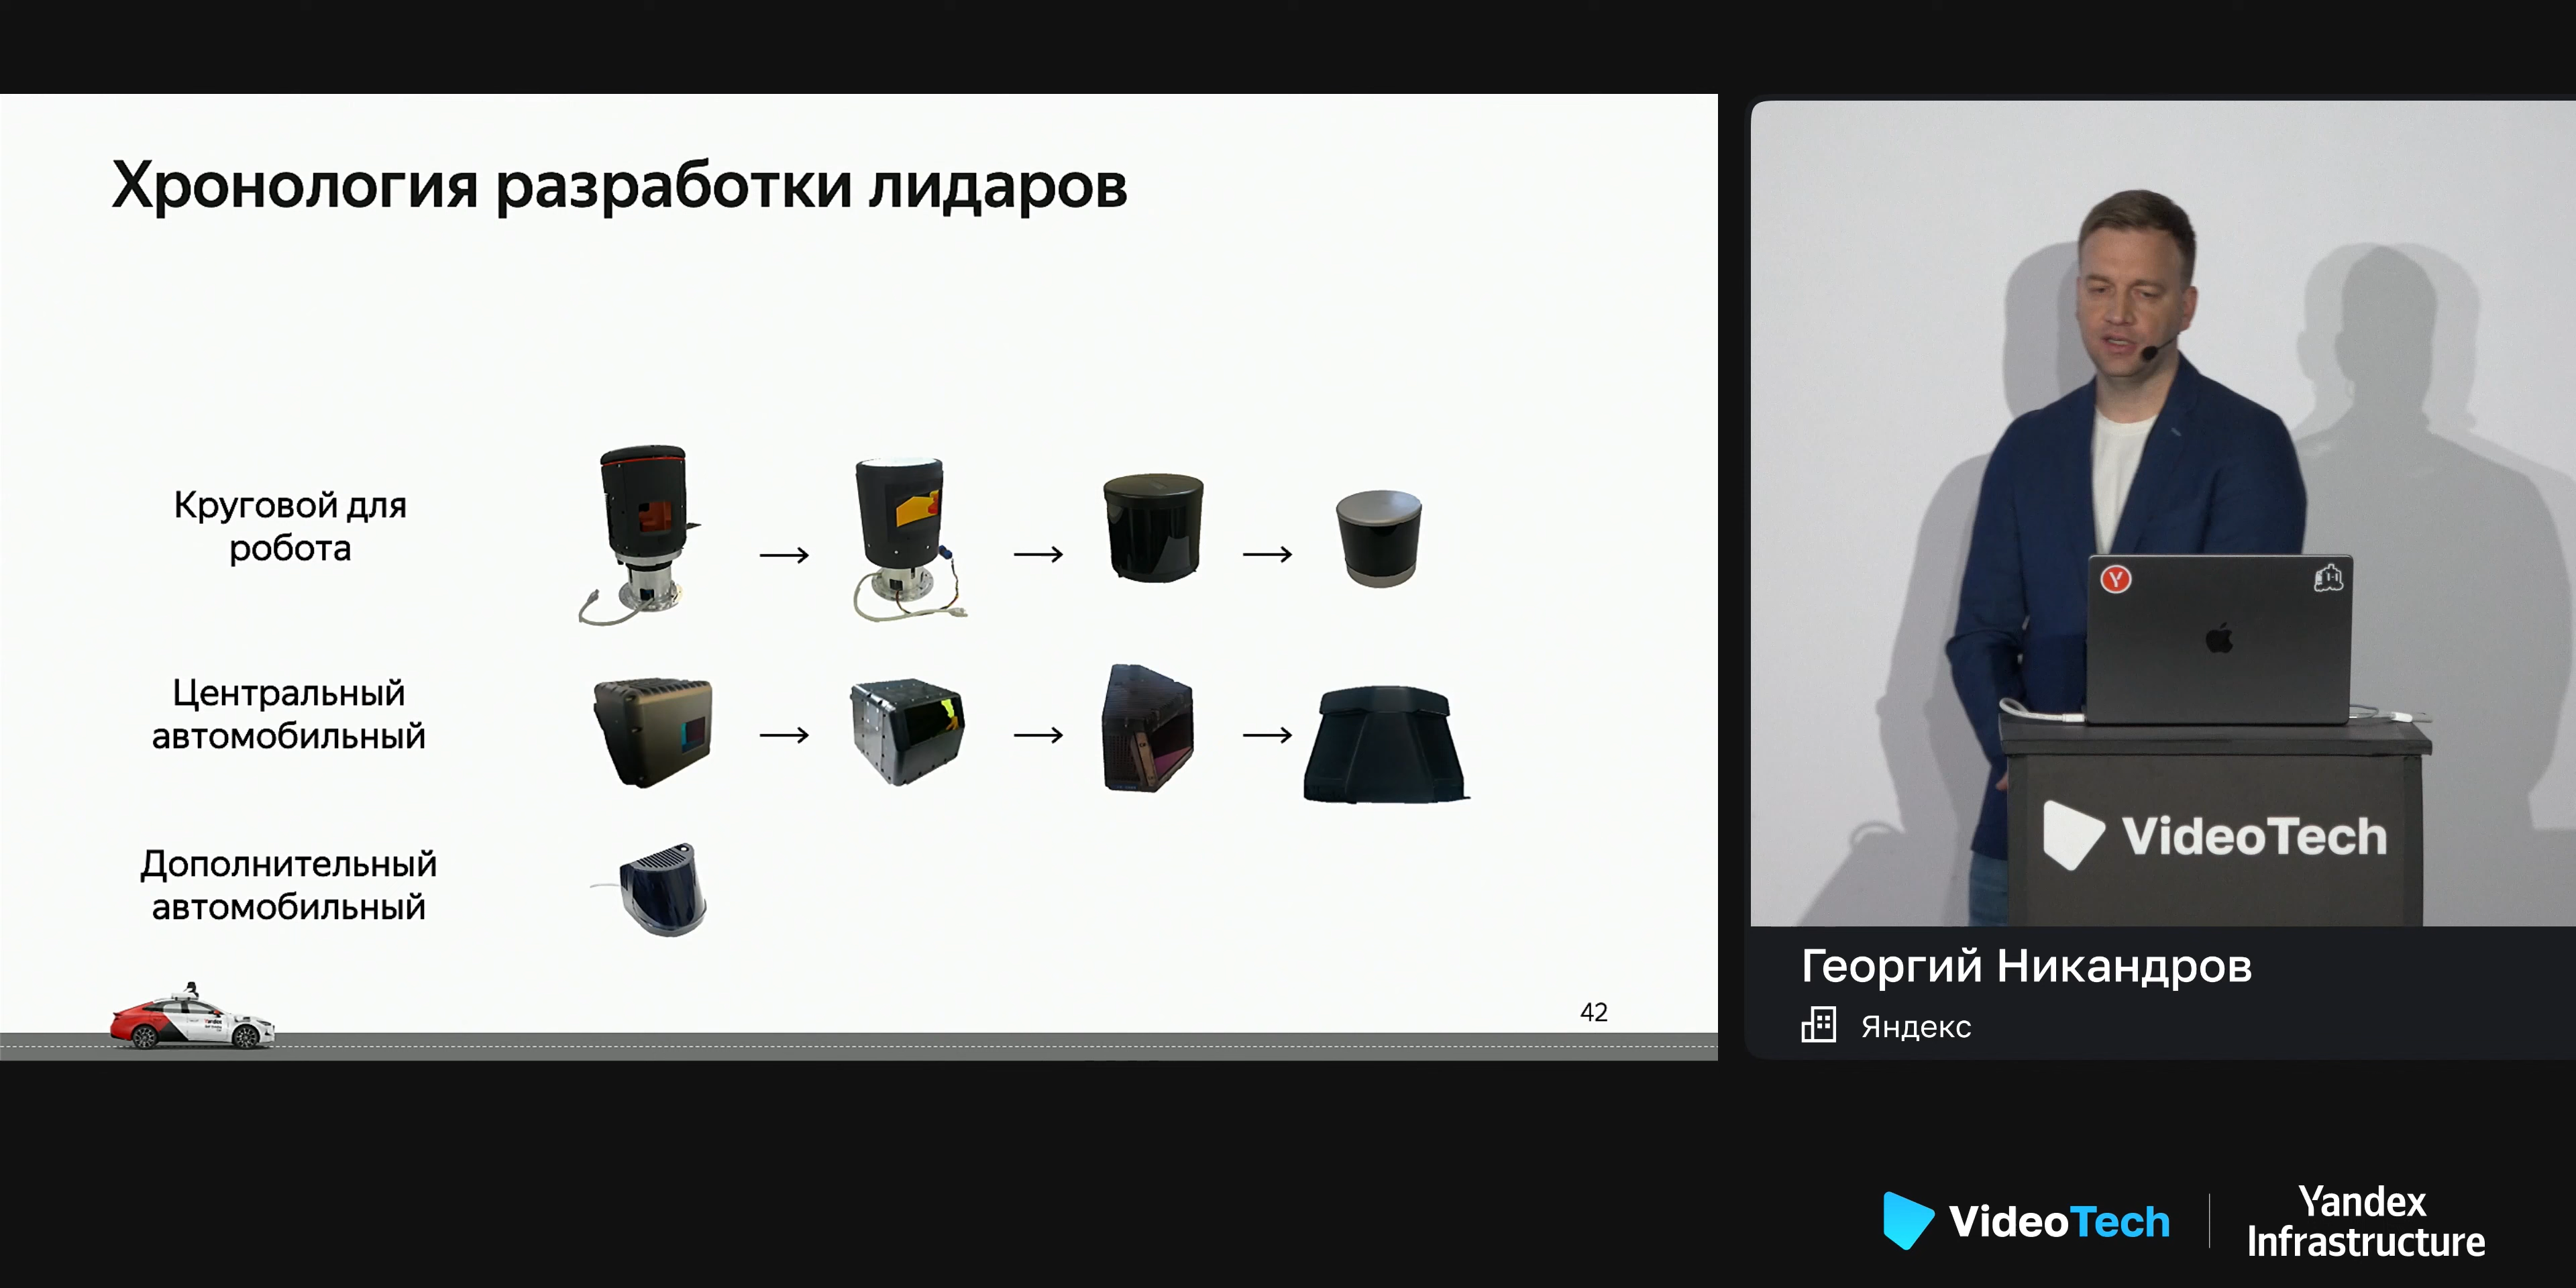 Хронология разработки лидаров
Круговой для
робота
Центральный
автомобильный
Дополнительный
автомобильный
42
VideoTech
Георгий Никандров
Яндекс
VideoTech
Yandex
Infrastructure